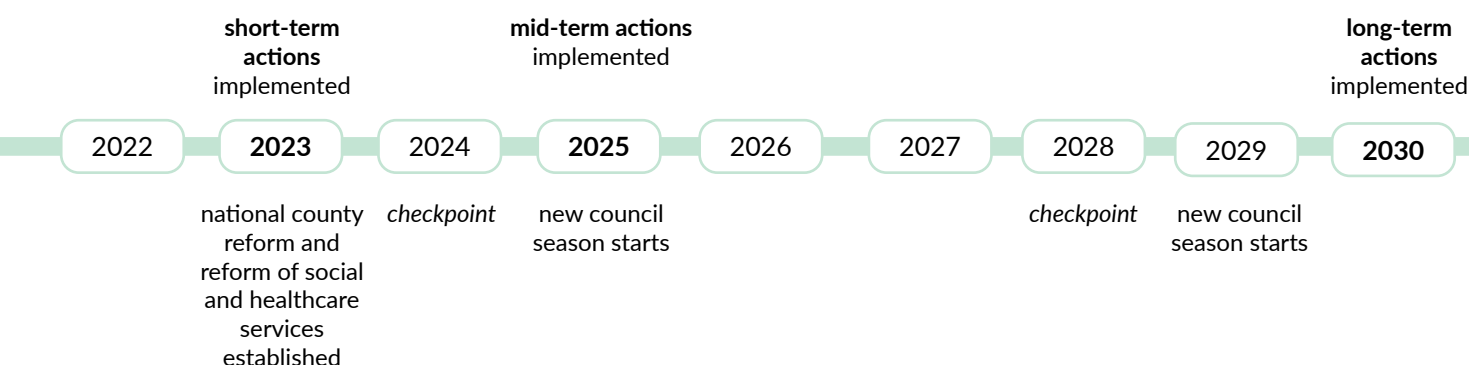 short-term
actions
implemented
mid-term actions
implemented
long-term
actions
implemented
2022
2023
2024
2025
2026
2027
2028
2029
2030
national county
reform and
reform of social
and healthcare
services
established
checkpoint
new council
season starts
checkpoint
new council
season starts